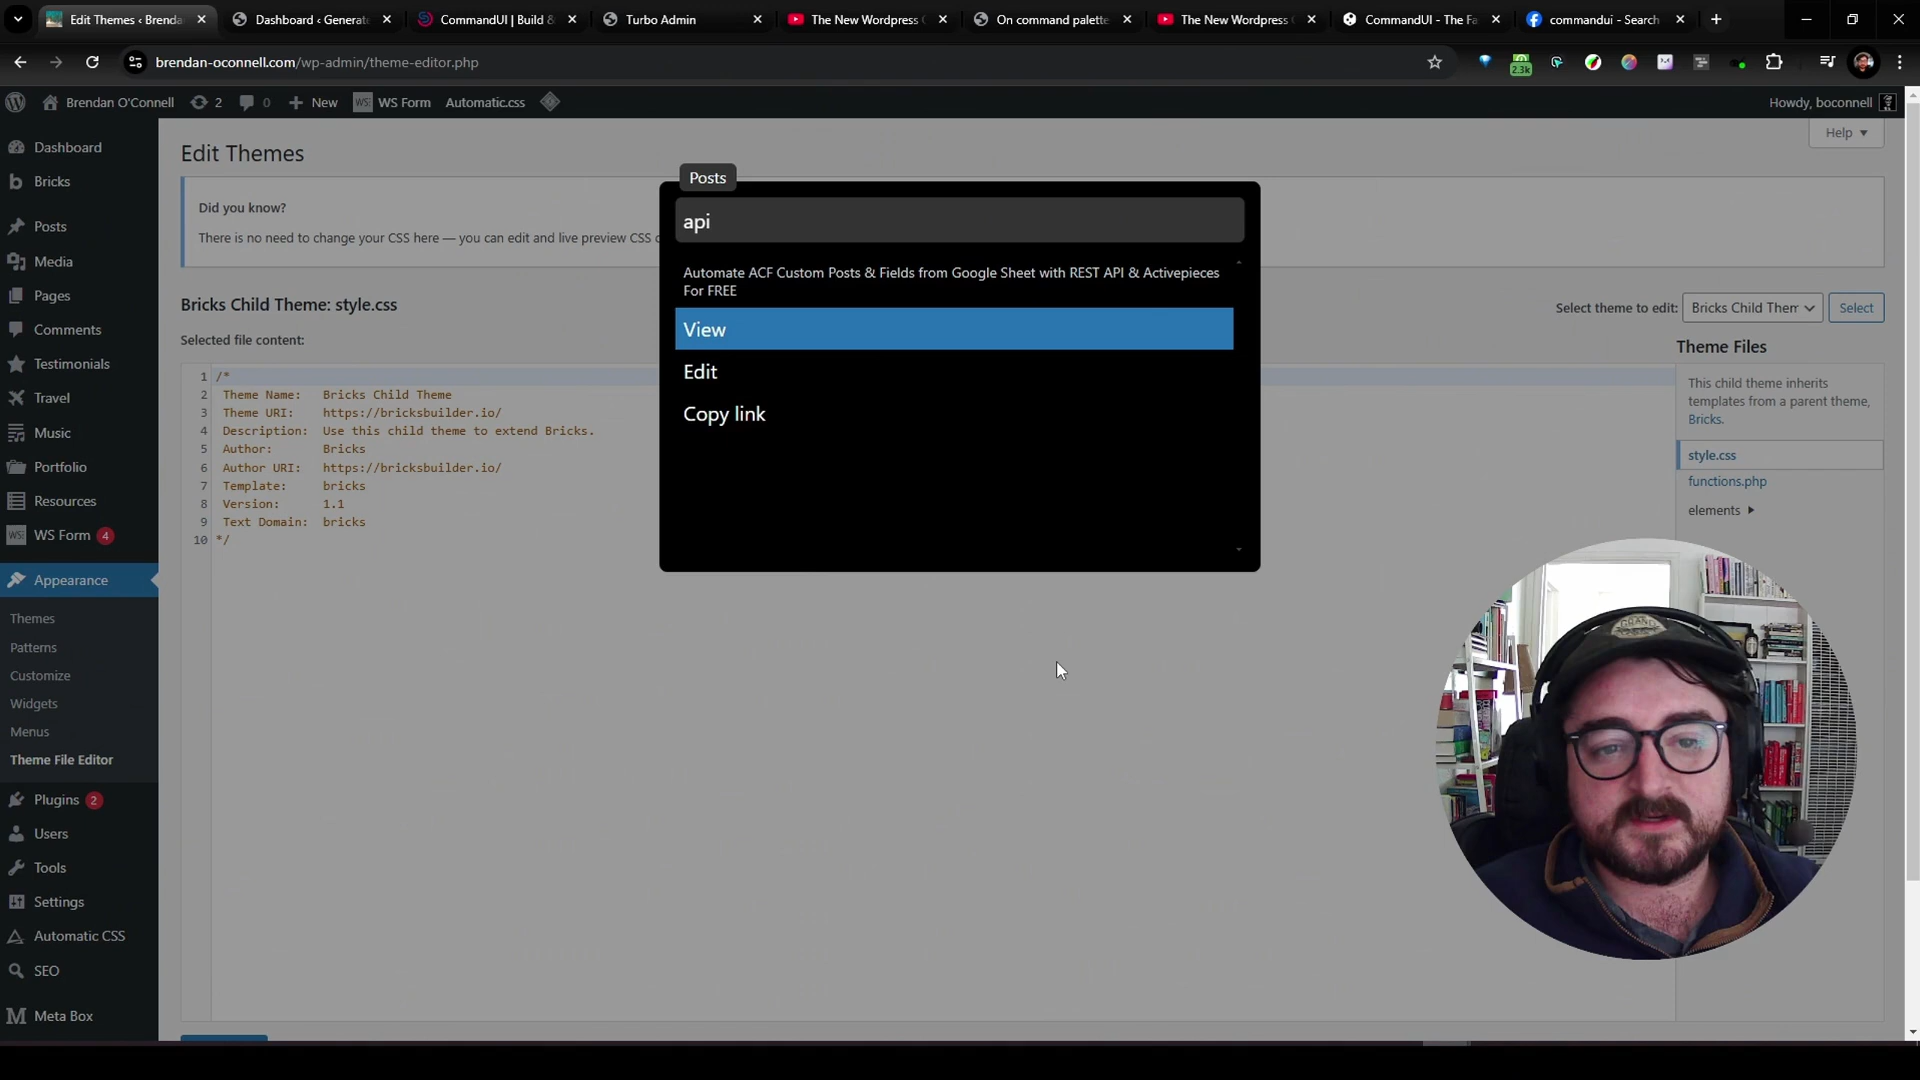 Edit Themes ‹ Brendan
Dashboard ‹ Generate
CommandUI | Build &
Turbo Admin
The New Wordpress
On command palette
The New Wordpress
CommandUI - The Fa
commandui - Search
brendan-oconnell.com/wp-admin/theme-editor.php
2.3k
Brendan O'Connell
2
0
New
WS Form
Automatic.css
Howdy, boconnell
Dashboard
Bricks
Posts
Media
Pages
Comments
Testimonials
Travel
Music
Portfolio
Resources
WS Form 4
Appearance
Themes
Patterns
Customize
Widgets
Menus
Theme File Editor
Plugins 2
Users
Tools
Settings
Automatic CSS
SEO
Meta Box
Edit Themes
Help
Did you know?
There is no need to change your CSS here — you can edit and live preview CSS
Bricks Child Theme: style.css
Select theme to edit:
Bricks Child Them
Select
Selected file content:
1 /*
2 Theme Name: Bricks Child Theme
3 Theme URI: https://bricksbuilder.io/
4 Description: Use this child theme to extend Bricks.
5 Author: Bricks
6 Author URI: https://bricksbuilder.io/
7 Template: bricks
8 Version: 1.1
9 Text Domain: bricks
10 */
Posts
api
Automate ACF Custom Posts & Fields from Google Sheet with REST API & Activepieces
For FREE
View
Edit
Copy link
Theme Files
This child theme inherits
templates from a parent theme,
Bricks.
style.css
functions.php
elements